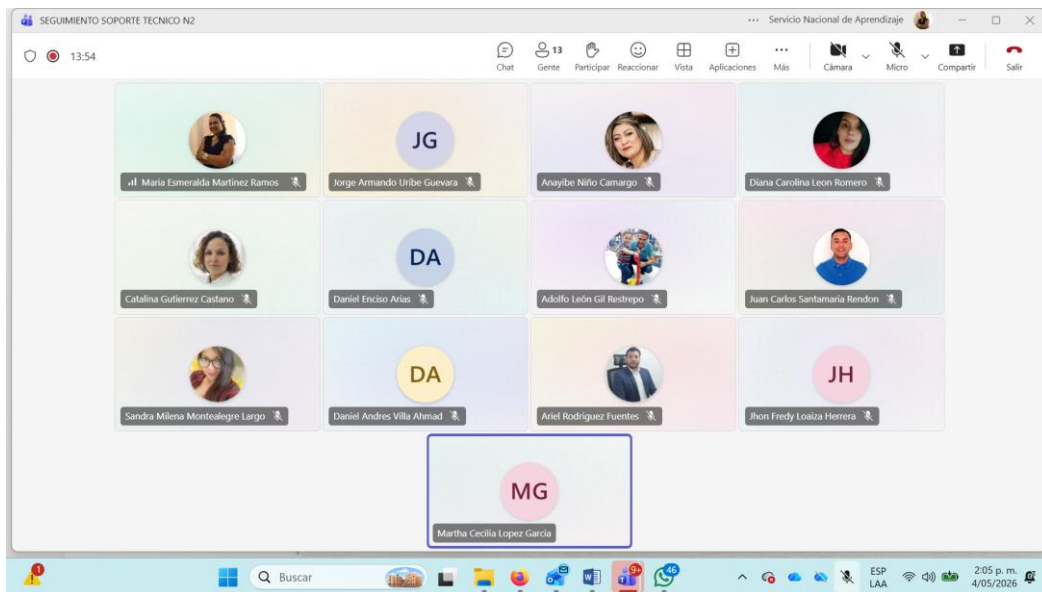 SEGUIMIENTO SOPORTE TECNICO N2
Servicio Nacional de Aprendizaje
13:54
13
Chat Gente Participar Reaccionar Vista Aplicaciones Más Cámara Micro Compartir Salir
JG
Maria Esmeralda Martinez Ramos Jorge Armando Uribe Guevara Anayibe Niño Camargo Diana Carolina Leon Romero
DA
Catalina Gutierrez Castano Daniel Enciso Arias Adolfo León Gil Restrepo Juan Carlos Santamaria Rendon
DA JH
Sandra Milena Montealegre Largo Daniel Andres Villa Ahmad Ariel Rodriguez Fuentes Jhon Fredy Loaiza Herrera
MG
Martha Cecilia Lopez Garcia
1 Buscar 9+ 46 ESP 2:05 p. m.
LAA 4/05/2026